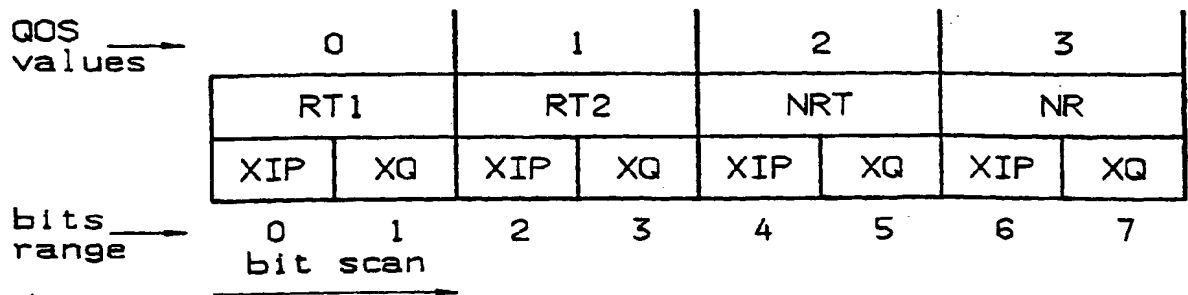 QOS values 0 1 2 3
RT1 RT2 NRT NR
XIP XQ XIP XQ XIP XQ XIP XQ
bits range 0 1 2 3 4 5 6 7
bit scan